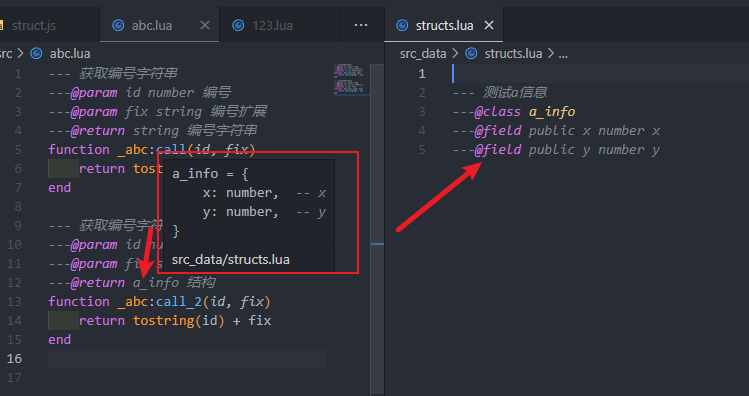 struct.js
abc.lua
123.lua
...
structs.lua
src > abc.lua
1 --- 获取编号字符串
2 ---@param id number 编号
3 ---@param fix string 编号扩展
4 ---@return string 编号字符串
5 function _abc:call(id, fix)
6 return tost
7 end
8
9 --- 获取编号字符
10 ---@param id nu
11 ---@param fix s
12 ---@return a_info 结构
13 function _abc:call_2(id, fix)
14 return tostring(id) + fix
15 end
16
17
a_info = {
x: number, -- x
y: number, -- y
}
src_data/structs.lua
src_data > structs.lua > ...
1
2 --- 测试a信息
3 ---@class a_info
4 ---@field public x number x
5 ---@field public y number y